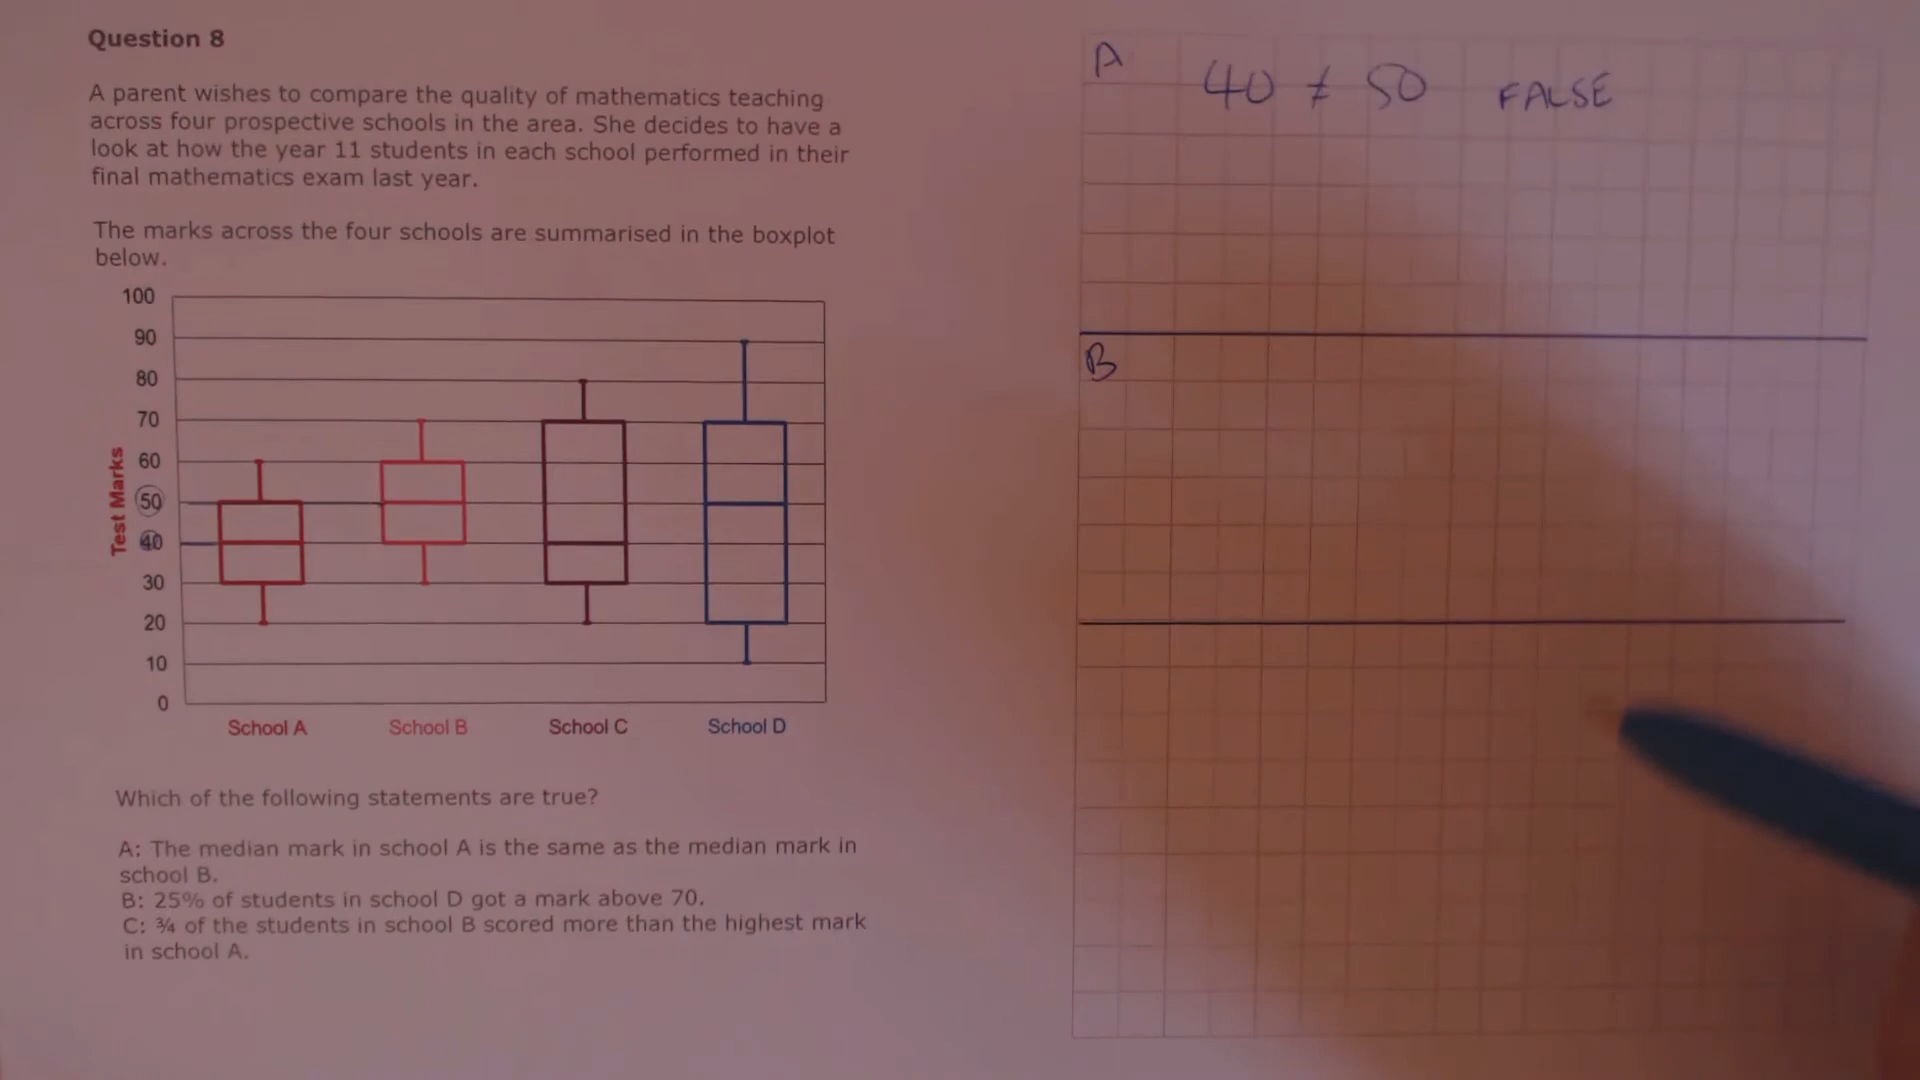 Question 8
A parent wishes to compare the quality of mathematics teaching
across four prospective schools in the area. She decides to have a
look at how the year 11 students in each school performed in their
final mathematics exam last year.
The marks across the four schools are summarised in the boxplot
below.
100
90
80
70
60
50
40
30
20
10
0
Test Marks
School A
School B
School C
School D
Which of the following statements are true?
A: The median mark in school A is the same as the median mark in
school B.
B: 25% of students in school D got a mark above 70.
C: ¾ of the students in school B scored more than the highest mark
in school A.
A
40 ≠ 50 FALSE
B